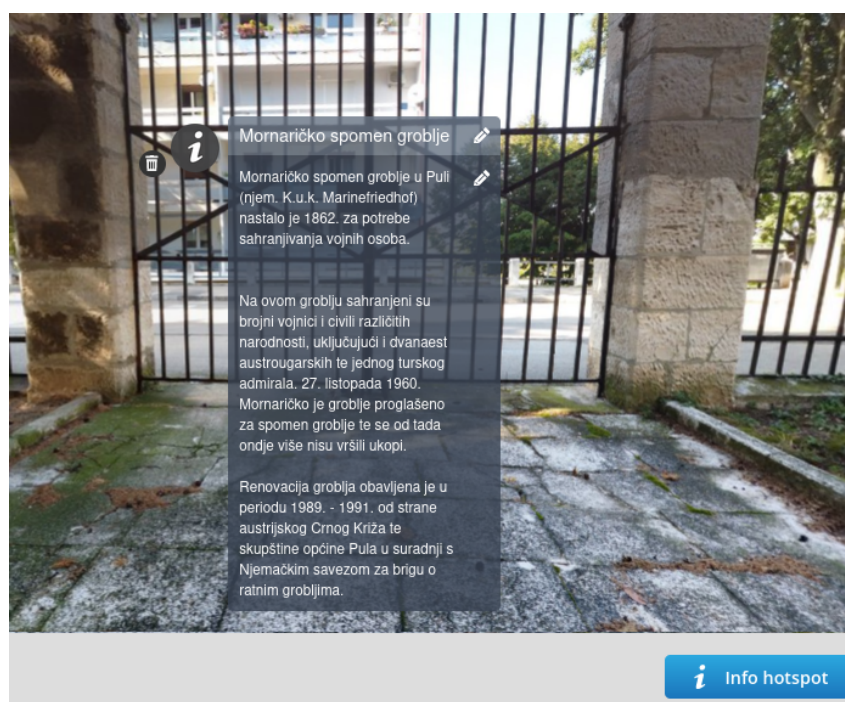 Mornaričko spomen groblje
Mornaričko spomen groblje u Puli
(njem. K.u.k. Marinefriedhof)
nastalo je 1862. za potrebe
sahranjivanja vojnih osoba.
Na ovom groblju sahranjeni su
brojni vojnici i civili različitih
narodnosti, uključujući i dvanaest
austrougarskih te jednog turskog
admirala. 27. listopada 1960.
Mornaričko je groblje proglašeno
za spomen groblje te se od tada
ondje više nisu vršili ukopi.
Renovacija groblja obavljena je u
periodu 1989. - 1991. od strane
austrijskog Crnog Križa te
skupštine općine Pula u suradnji s
Njemačkim savezom za brigu o
ratnim grobljima.
Info hotspot